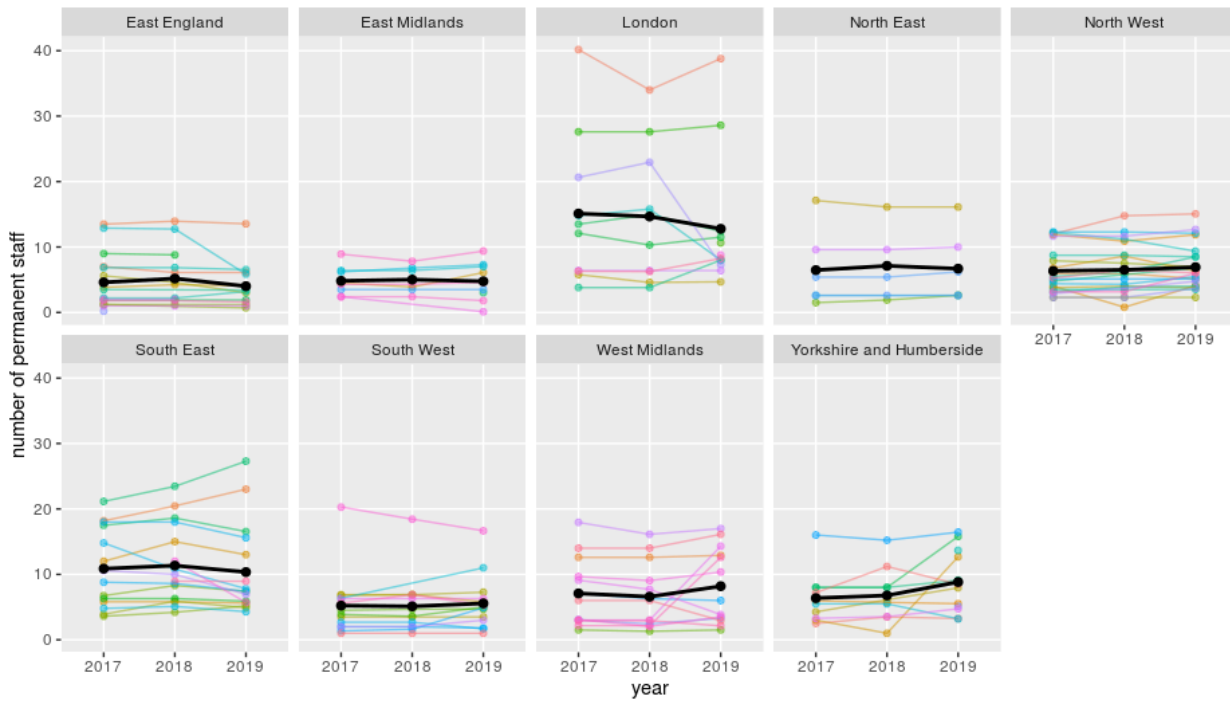 East England East Midlands London North East North West
40
30
20
10
0
2017 2018 2019
South East South West West Midlands Yorkshire and Humberside
40
30
20
10
0
2017 2018 2019 2017 2018 2019 2017 2018 2019 2017 2018 2019
number of permanent staff
year